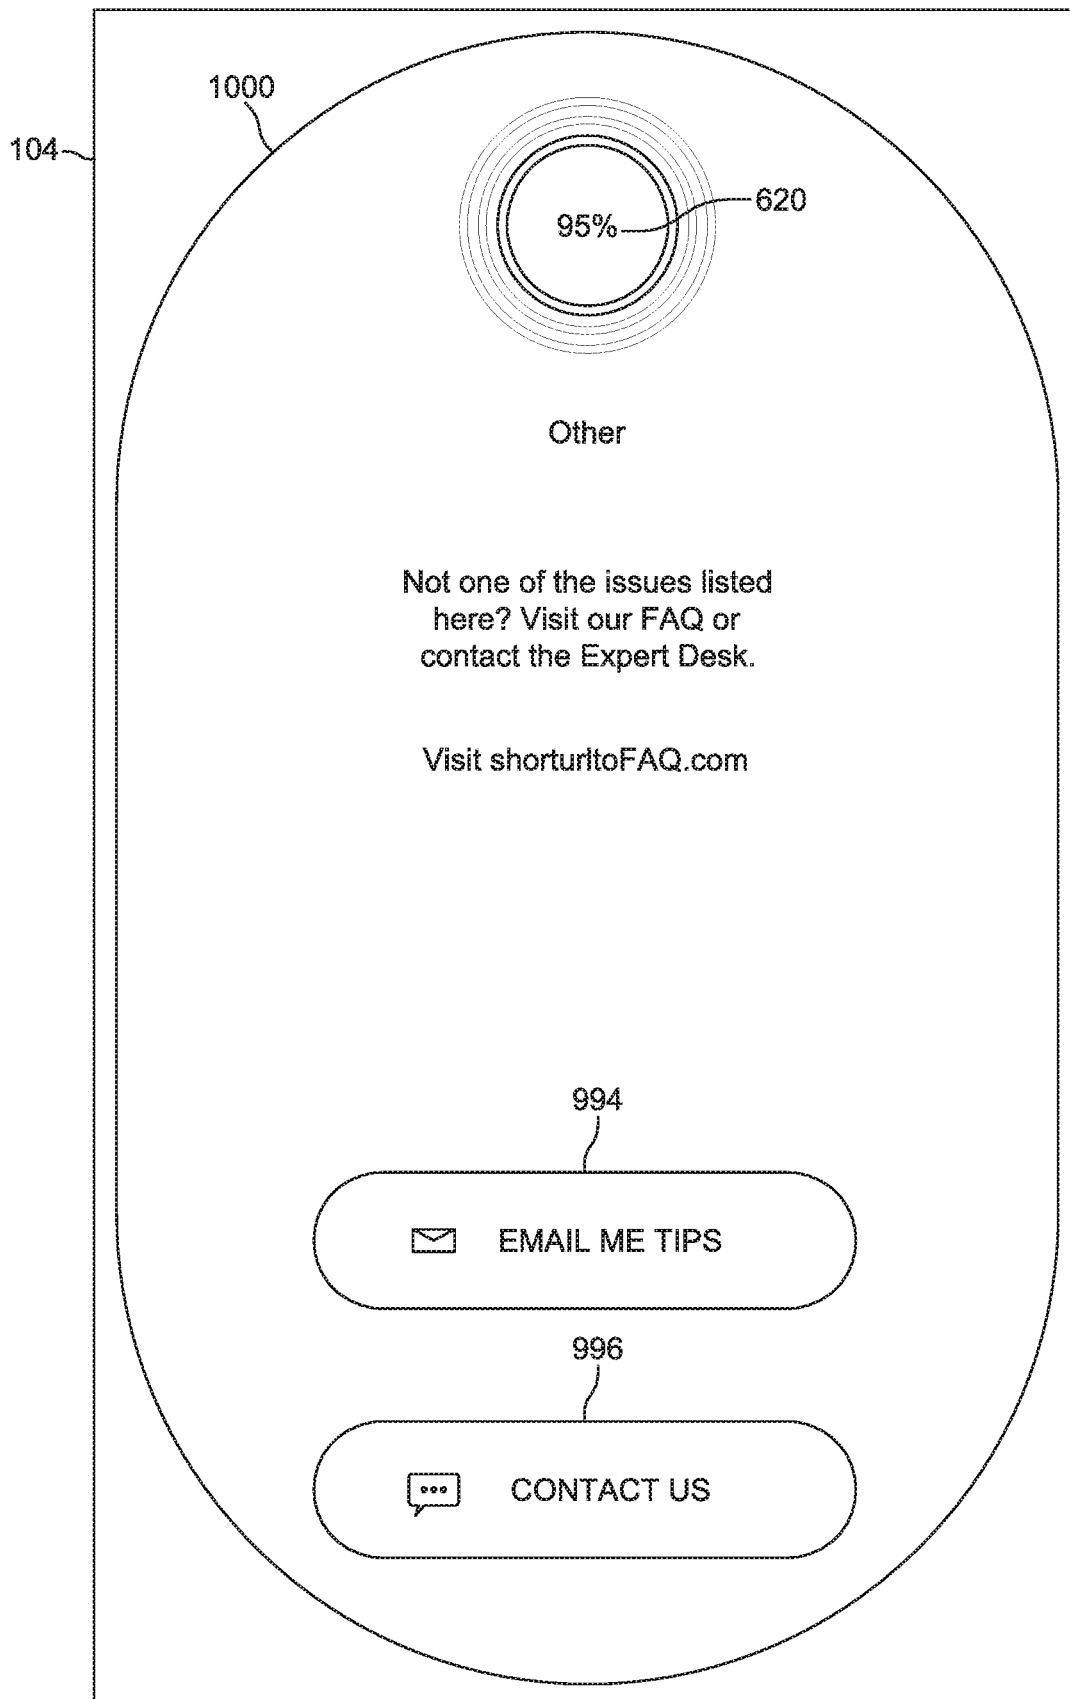 1000
104
620
95%
Other
Not one of the issues listed
here? Visit our FAQ or
contact the Expert Desk.
Visit shorturltoFAQ.com
994
EMAIL ME TIPS
996
CONTACT US